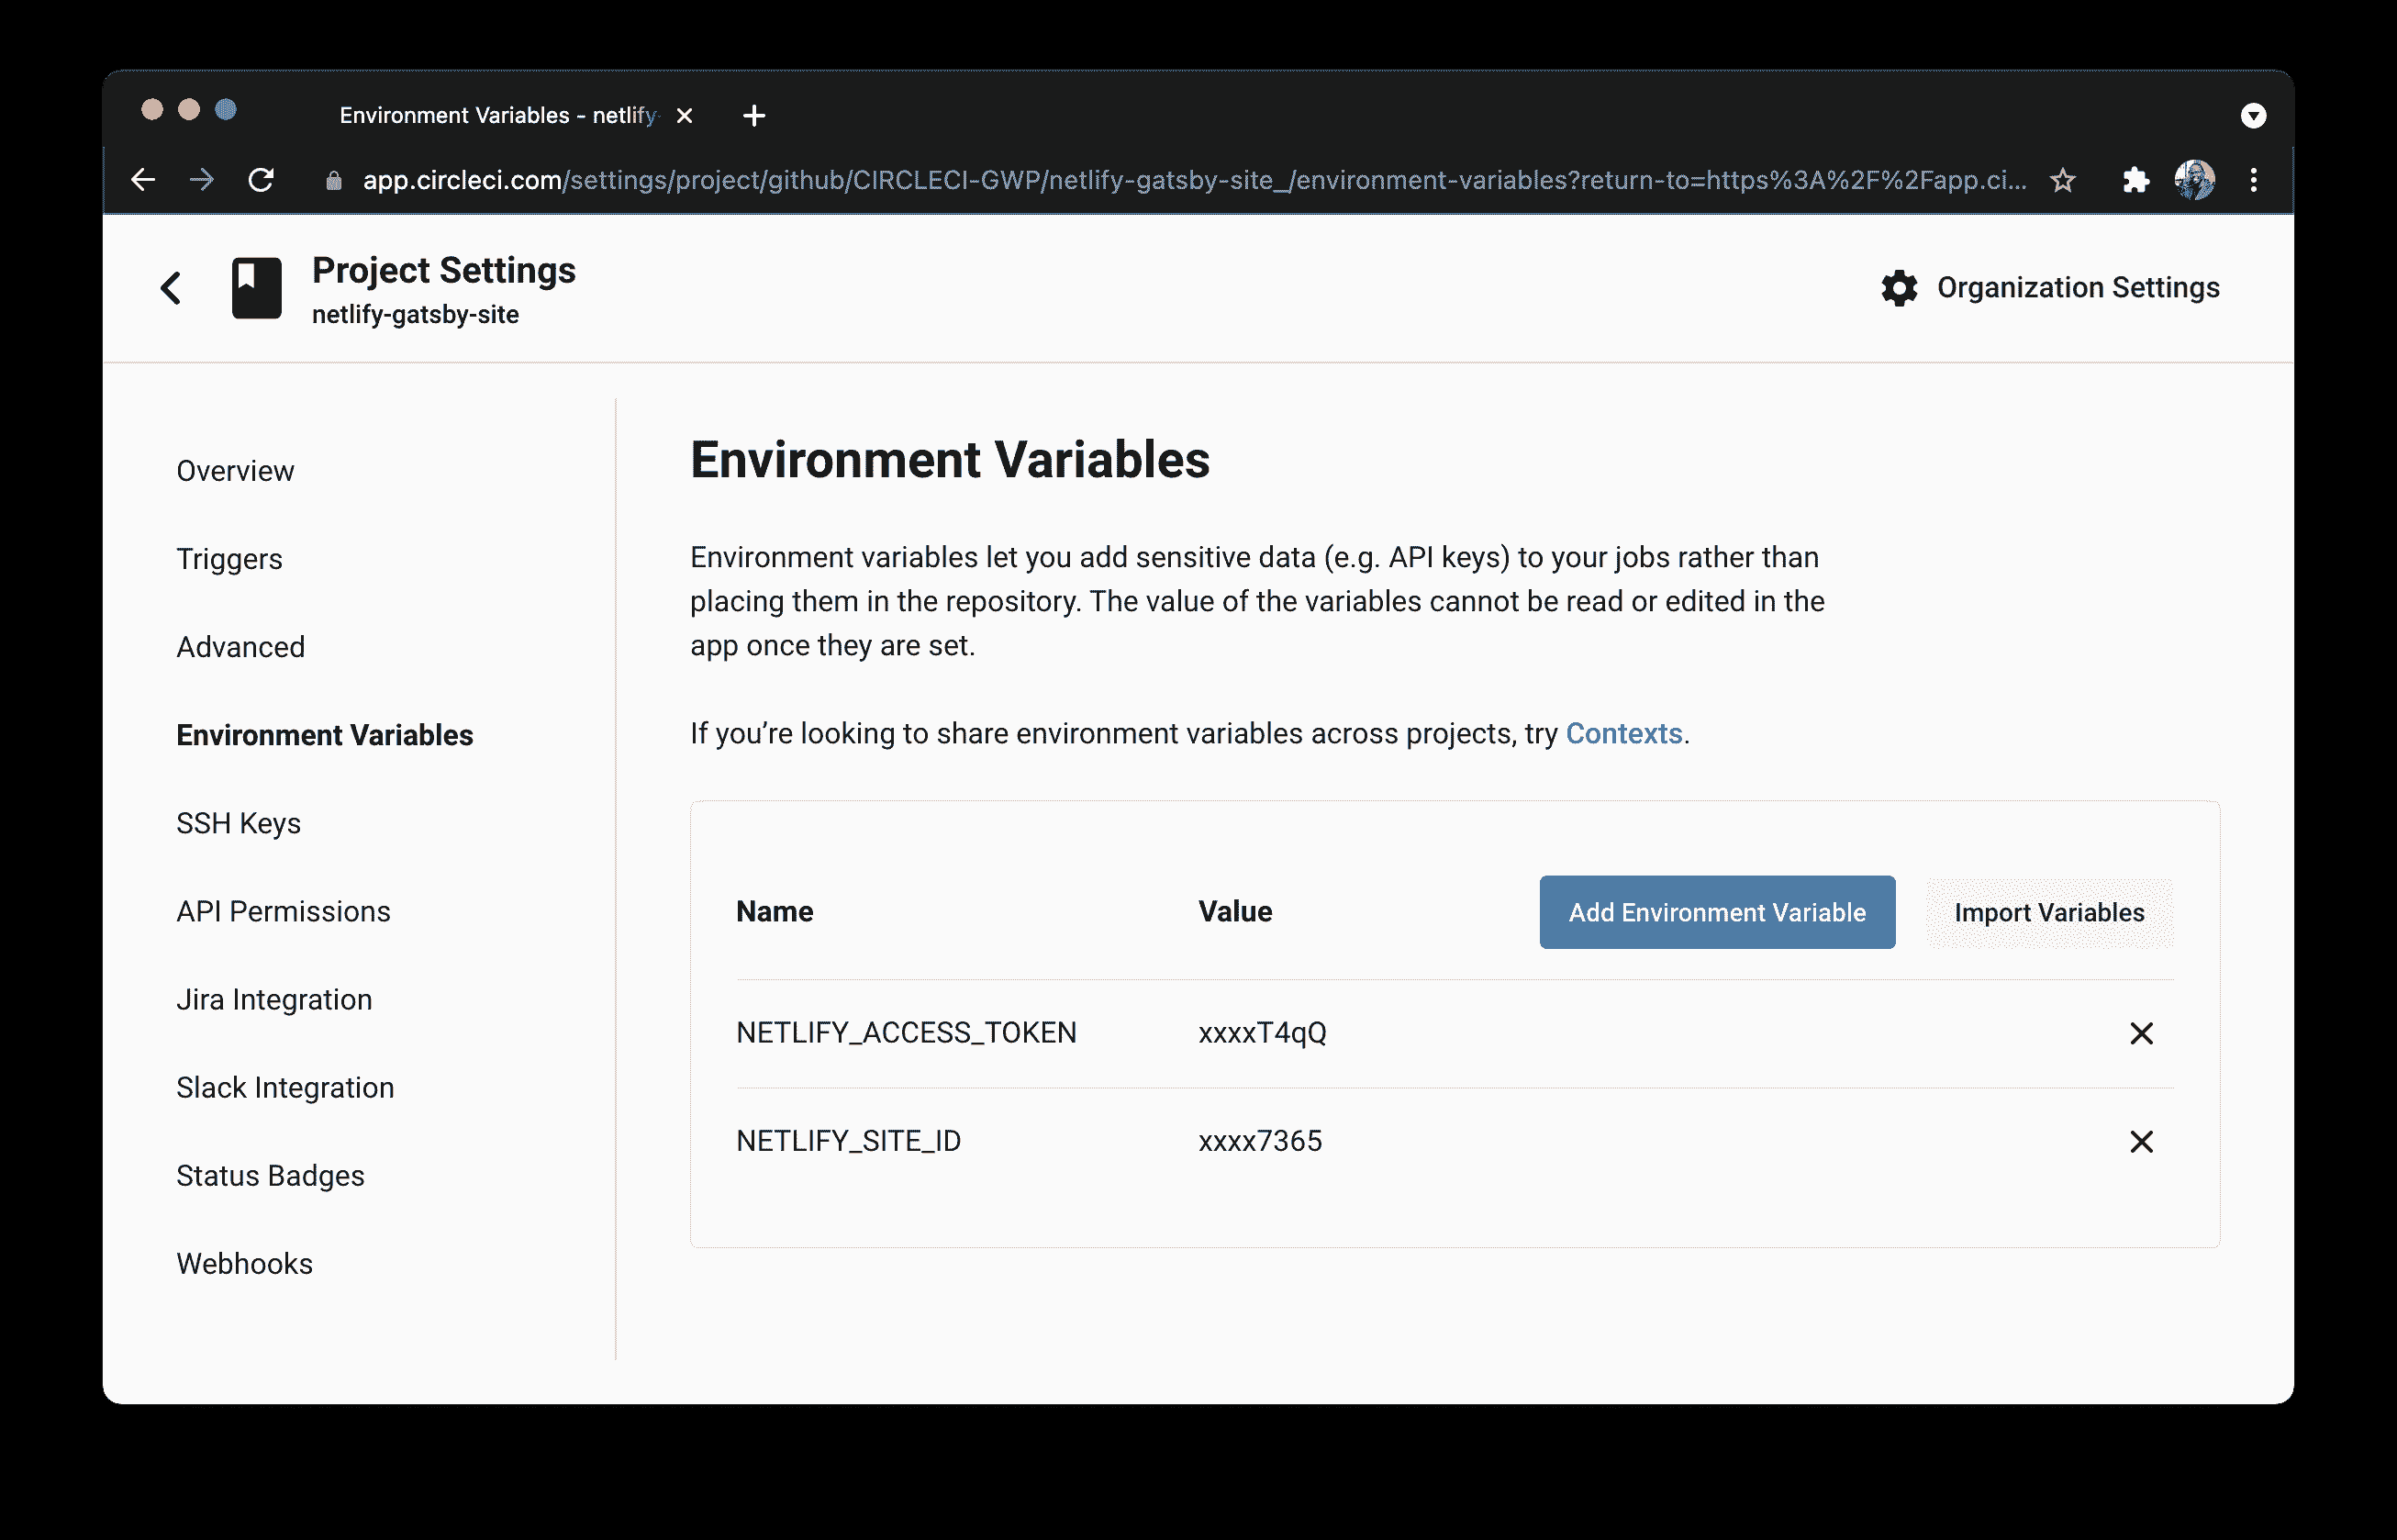 Environment Variables - netlify-
app.circleci.com/settings/project/github/CIRCLECI-GWP/netlify-gatsby-site_/environment-variables?return-to=https%3A%2F%2Fapp.ci...
Project Settings
netlify-gatsby-site
Organization Settings
Overview
Triggers
Advanced
Environment Variables
SSH Keys
API Permissions
Jira Integration
Slack Integration
Status Badges
Webhooks
Environment Variables
Environment variables let you add sensitive data (e.g. API keys) to your jobs rather than
placing them in the repository. The value of the variables cannot be read or edited in the
app once they are set.
If you’re looking to share environment variables across projects, try Contexts.
Name Value Add Environment Variable Import Variables
NETLIFY_ACCESS_TOKEN xxxxT4qQ
NETLIFY_SITE_ID xxxx7365